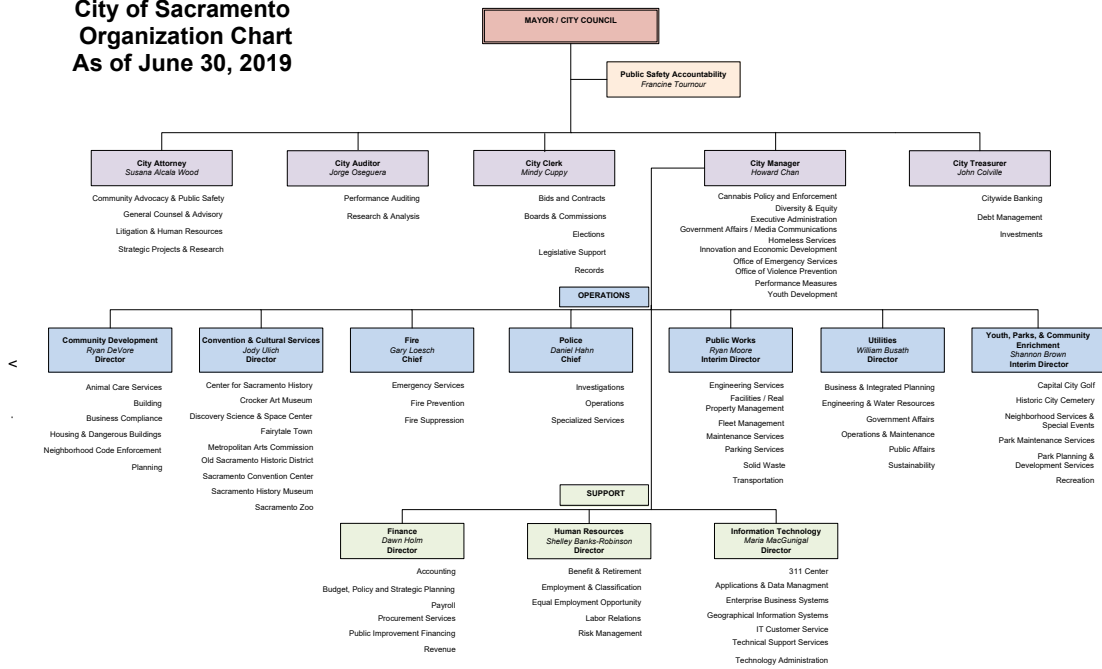 City of Sacramento
Organization Chart
As of June 30, 2019
MAYOR / CITY COUNCIL
Public Safety Accountability
Francine Tournour
City Attorney
Susana Alcala Wood
Community Advocacy & Public Safety
General Counsel & Advisory
Litigation & Human Resources
Strategic Projects & Research
City Auditor
Jorge Oseguera
Performance Auditing
Research & Analysis
City Clerk
Mindy Cuppy
Bids and Contracts
Boards & Commissions
Elections
Legislative Support
Records
City Manager
Howard Chan
Cannabis Policy and Enforcement
Diversity & Equity
Executive Administration
Government Affairs / Media Communications
Homeless Services
Innovation and Economic Development
Office of Emergency Services
Office of Violence Prevention
Performance Measures
Youth Development
City Treasurer
John Colville
Citywide Banking
Debt Management
Investments
OPERATIONS
Community Development
Ryan DeVore
Director
Animal Care Services
Building
Business Compliance
Housing & Dangerous Buildings
Neighborhood Code Enforcement
Planning
Convention & Cultural Services
Jody Ulich
Director
Center for Sacramento History
Crocker Art Museum
Discovery Science & Space Center
Fairytale Town
Metropolitan Arts Commission
Old Sacramento Historic District
Sacramento Convention Center
Sacramento History Museum
Sacramento Zoo
Fire
Gary Loesch
Chief
Emergency Services
Fire Prevention
Fire Suppression
Police
Daniel Hahn
Chief
Investigations
Operations
Specialized Services
Public Works
Ryan Moore
Interim Director
Engineering Services
Facilities / Real
Property Management
Fleet Management
Maintenance Services
Parking Services
Solid Waste
Transportation
Utilities
William Busath
Director
Business & Integrated Planning
Engineering & Water Resources
Government Affairs
Operations & Maintenance
Public Affairs
Sustainability
Youth, Parks, & Community
Enrichment
Shannon Brown
Interim Director
Capital City Golf
Historic City Cemetery
Neighborhood Services &
Special Events
Park Maintenance Services
Park Planning &
Development Services
Recreation
SUPPORT
Finance
Dawn Holm
Director
Accounting
Budget, Policy and Strategic Planning
Payroll
Procurement Services
Public Improvement Financing
Revenue
Human Resources
Shelley Banks-Robinson
Director
Benefit & Retirement
Employment & Classification
Equal Employment Opportunity
Labor Relations
Risk Management
Information Technology
Maria MacGunigal
Director
311 Center
Applications & Data Managment
Enterprise Business Systems
Geographical Information Systems
IT Customer Service
Technical Support Services
Technology Administration